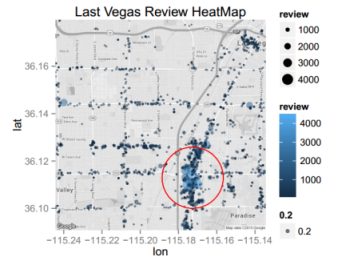 Last Vegas Review HeatMap
review
1000
2000
3000
4000
review
4000
3000
2000
1000
0.2
0.2
lat
36.16
36.14
36.12
36.10
Valley
Paradise
Google
−115.24 −115.22 −115.20 −115.18 −115.16 −115.14
lon